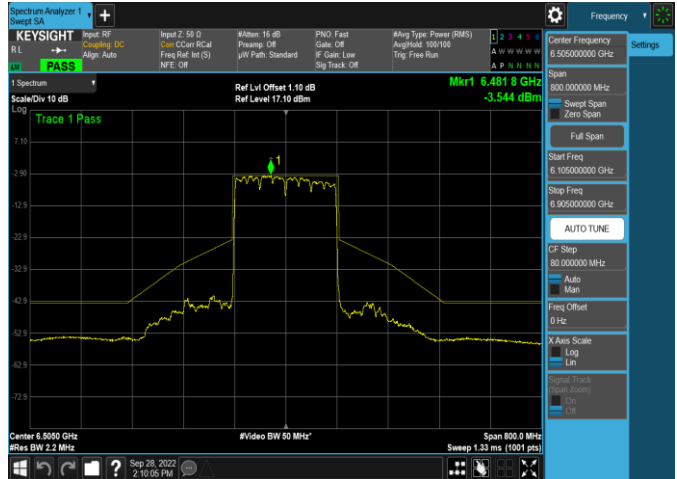 Spectrum Analyzer 1
Swept SA
Frequency
KEYSIGHT
RL
PASS
Input: RF
Coupling: DC
Align: Auto
Input Z: 50 Ω
Corr CCorr RCal
Freq Ref: Int (S)
NFE: Off
#Atten: 16 dB
Preamp: Off
µW Path: Standard
PNO: Fast
Gate: Off
IF Gain: Low
Sig Track: Off
#Avg Type: Power (RMS)
Avg|Hold: 100/100
Trig: Free Run
1 2 3 4 5 6
A W W W W W
A P N N N N
1 Spectrum
Scale/Div 10 dB
Log
Ref Lvl Offset 1.10 dB
Ref Level 17.10 dBm
Mkr1 6.481 8 GHz
-3.544 dBm
Trace 1 Pass
1
7.10
-2.90
-12.9
-22.9
-32.9
-42.9
-52.9
-62.9
-72.9
Center 6.5050 GHz
#Res BW 2.2 MHz
#Video BW 50 MHz*
Span 800.0 MHz
Sweep 1.33 ms (1001 pts)
Sep 28, 2022
2:10:05 PM
Center Frequency
6.505000000 GHz
Settings
Span
800.000000 MHz
Swept Span
Zero Span
Full Span
Start Freq
6.105000000 GHz
Stop Freq
6.905000000 GHz
AUTO TUNE
CF Step
80.000000 MHz
Auto
Man
Freq Offset
0 Hz
X Axis Scale
Log
Lin
Signal Track
(Span Zoom)
On
Off